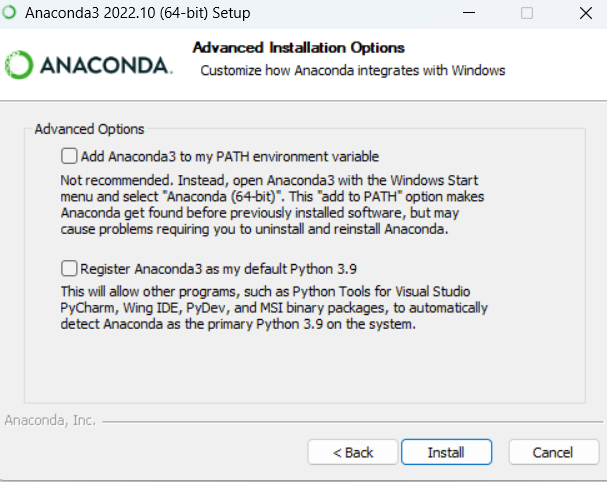 Anaconda3 2022.10 (64-bit) Setup
ANACONDA.
Advanced Installation Options
Customize how Anaconda integrates with Windows
Advanced Options
Add Anaconda3 to my PATH environment variable
Not recommended. Instead, open Anaconda3 with the Windows Start
menu and select "Anaconda (64-bit)". This "add to PATH" option makes
Anaconda get found before previously installed software, but may
cause problems requiring you to uninstall and reinstall Anaconda.
Register Anaconda3 as my default Python 3.9
This will allow other programs, such as Python Tools for Visual Studio
PyCharm, Wing IDE, PyDev, and MSI binary packages, to automatically
detect Anaconda as the primary Python 3.9 on the system.
Anaconda, Inc.
< Back Install Cancel